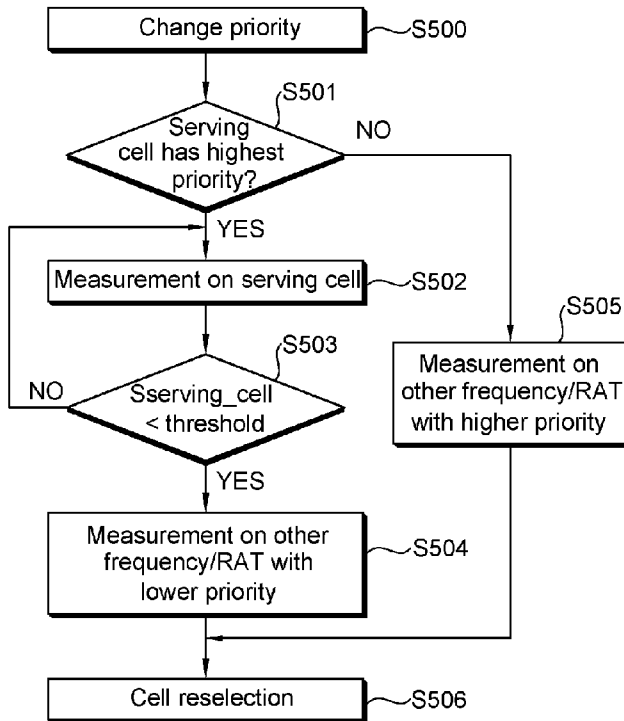 Change priority
S500
S501
Serving
cell has highest
priority?
NO
YES
Measurement on serving cell
S502
S503
NO
Sserving_cell
< threshold
YES
S505
Measurement on
other frequency/RAT
with higher priority
Measurement on other
frequency/RAT with
lower priority
S504
Cell reselection
S506